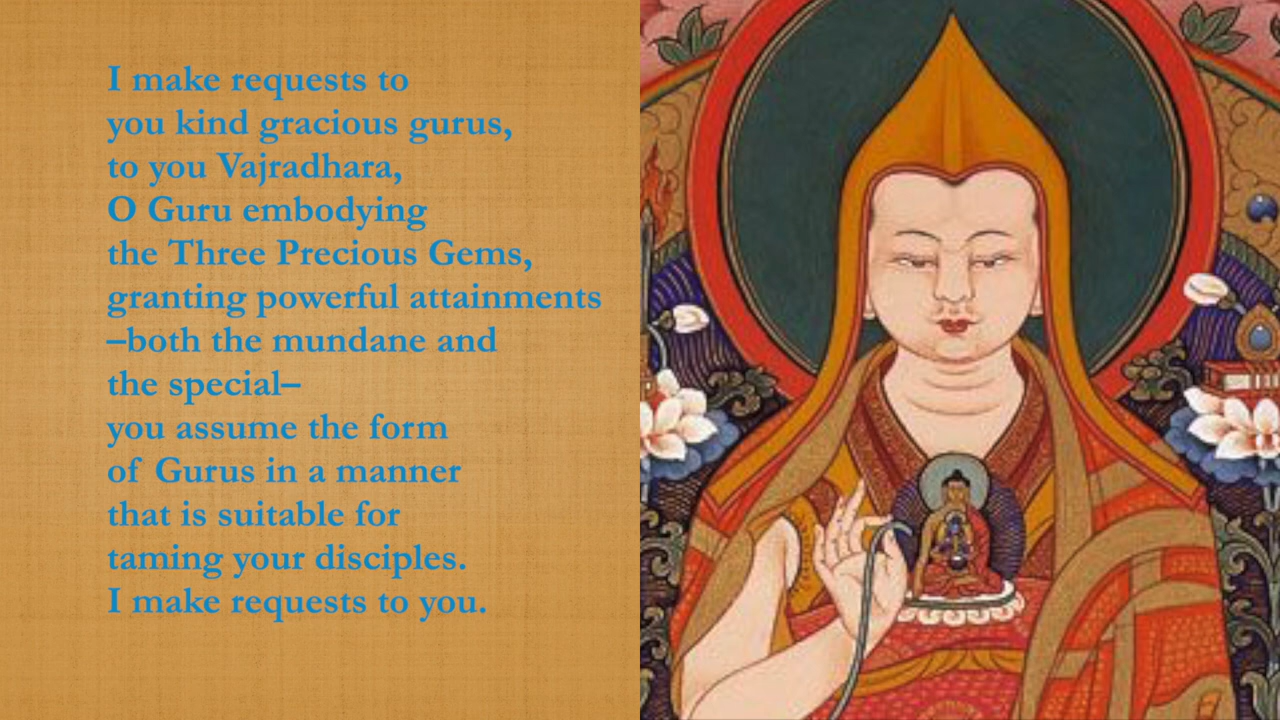 I make requests to
you kind gracious gurus,
to you Vajradhara,
O Guru embodying
the Three Precious Gems,
granting powerful attainments
–both the mundane and
the special–
you assume the form
of Gurus in a manner
that is suitable for
taming your disciples.
I make requests to you.